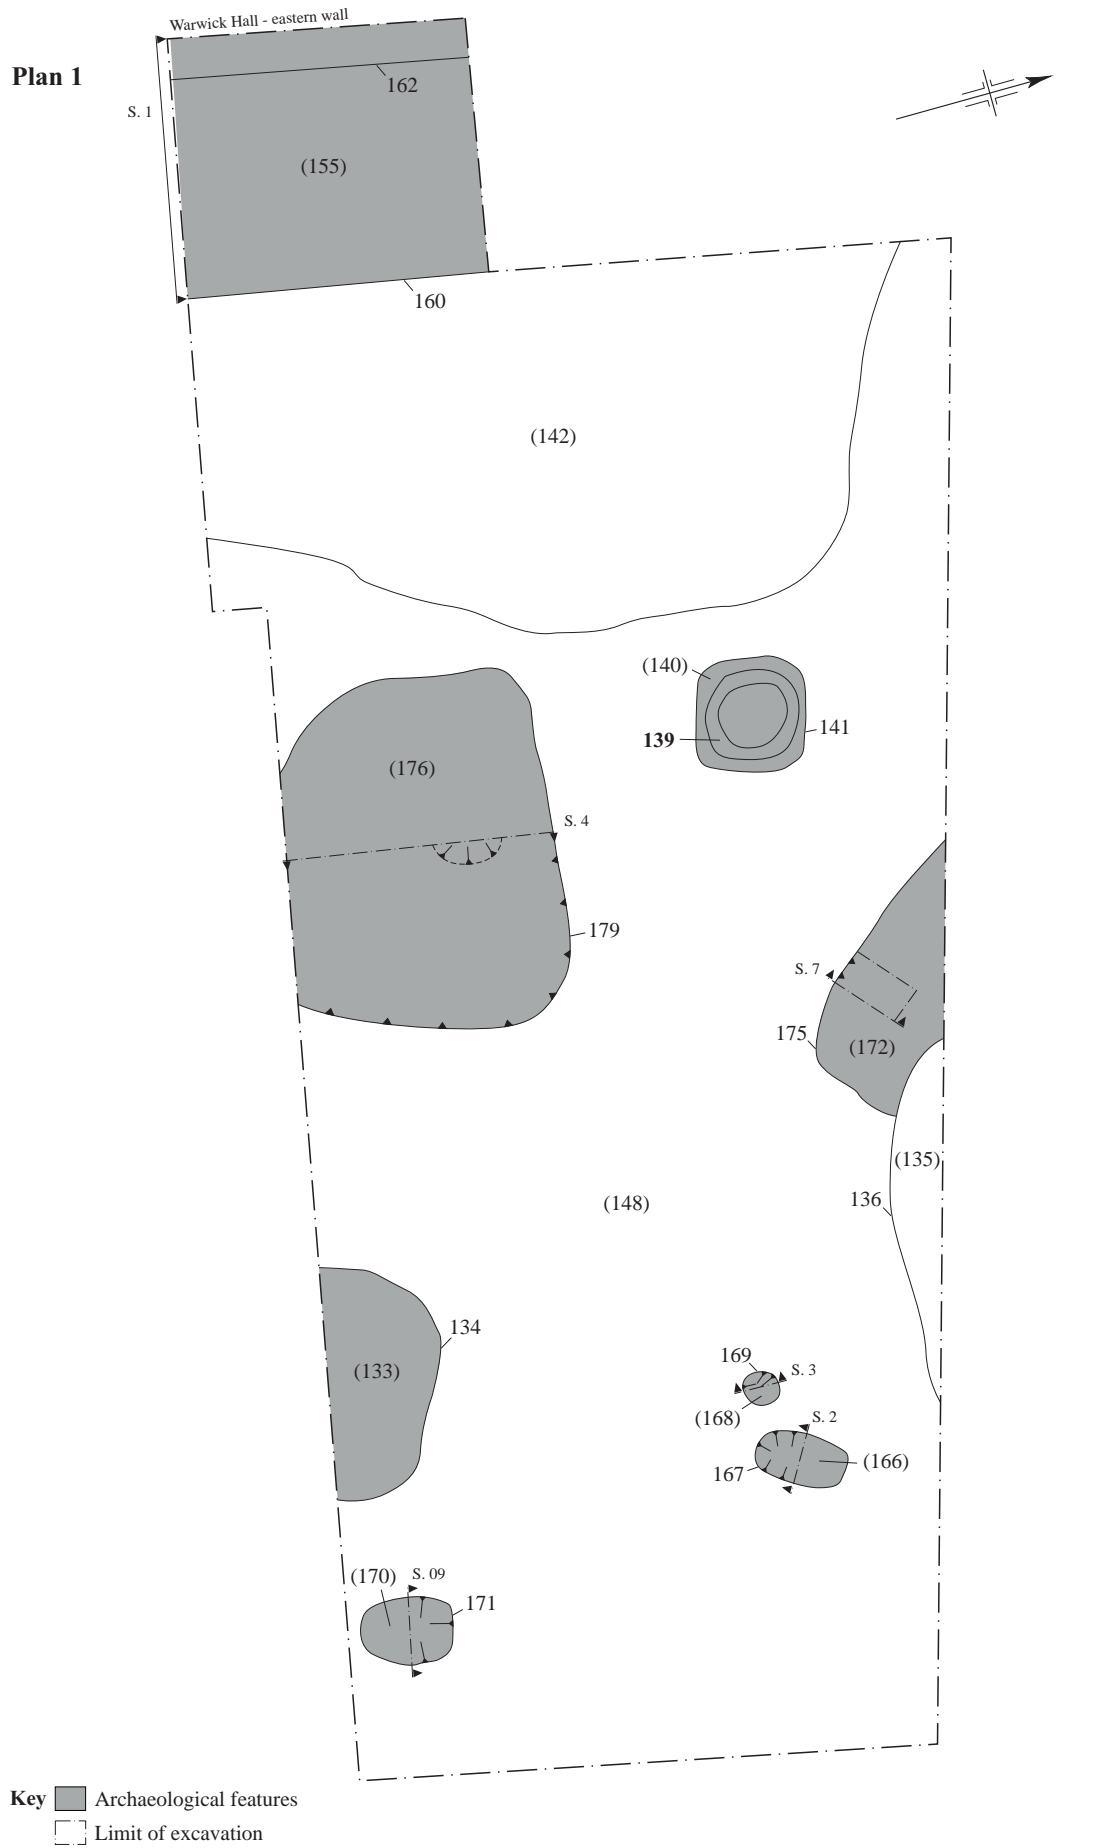 Warwick Hall - eastern wall
Plan 1
162
S. 1
(155)
160
(142)
(140)
139
141
(176)
S. 4
179
S. 7
175
(172)
(135)
136
(148)
134
(133)
169
S. 3
(168)
S. 2
167
(166)
(170)
S. 09
171
Key
Archaeological features
Limit of excavation